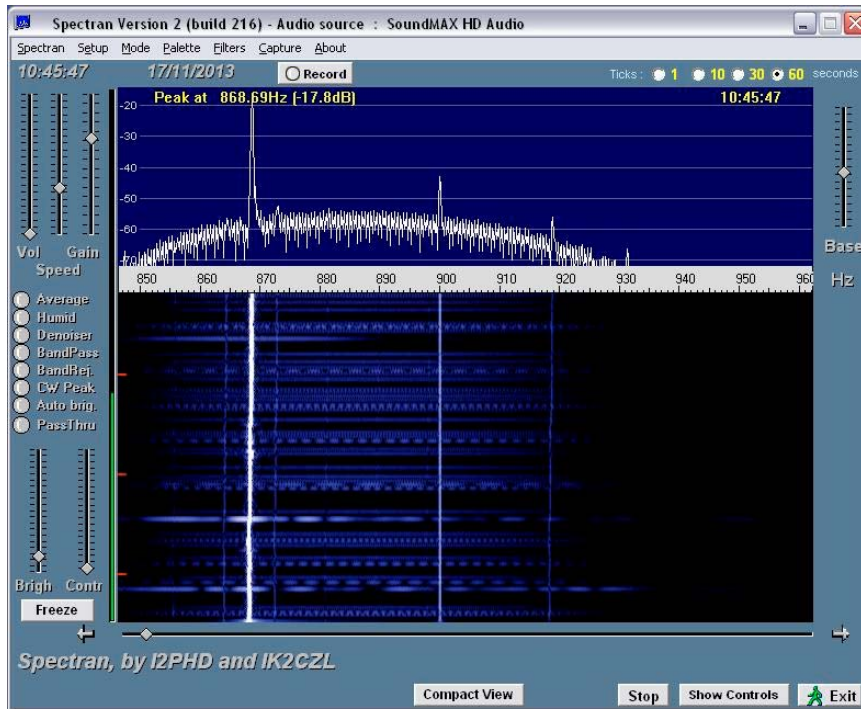 Spectran Version 2 (build 216) - Audio source : SoundMAX HD Audio
Spectran Setup Mode Palette Filters Capture About
10:45:47 17/11/2013 Record Ticks : 1 10 30 60 seconds
Peak at 868.69Hz (-17.8dB) 10:45:47
-20
-30
-40
-50
-60
-70
Vol Gain
Speed
Base
850 860 870 880 890 900 910 920 930 940 950 960
Hz
Average
Humid
Denoiser
BandPass
BandRej.
CW Peak
Auto brig.
PassThru
Brigh Contr
Freeze
Spectran, by I2PHD and IK2CZL
Compact View Stop Show Controls Exit